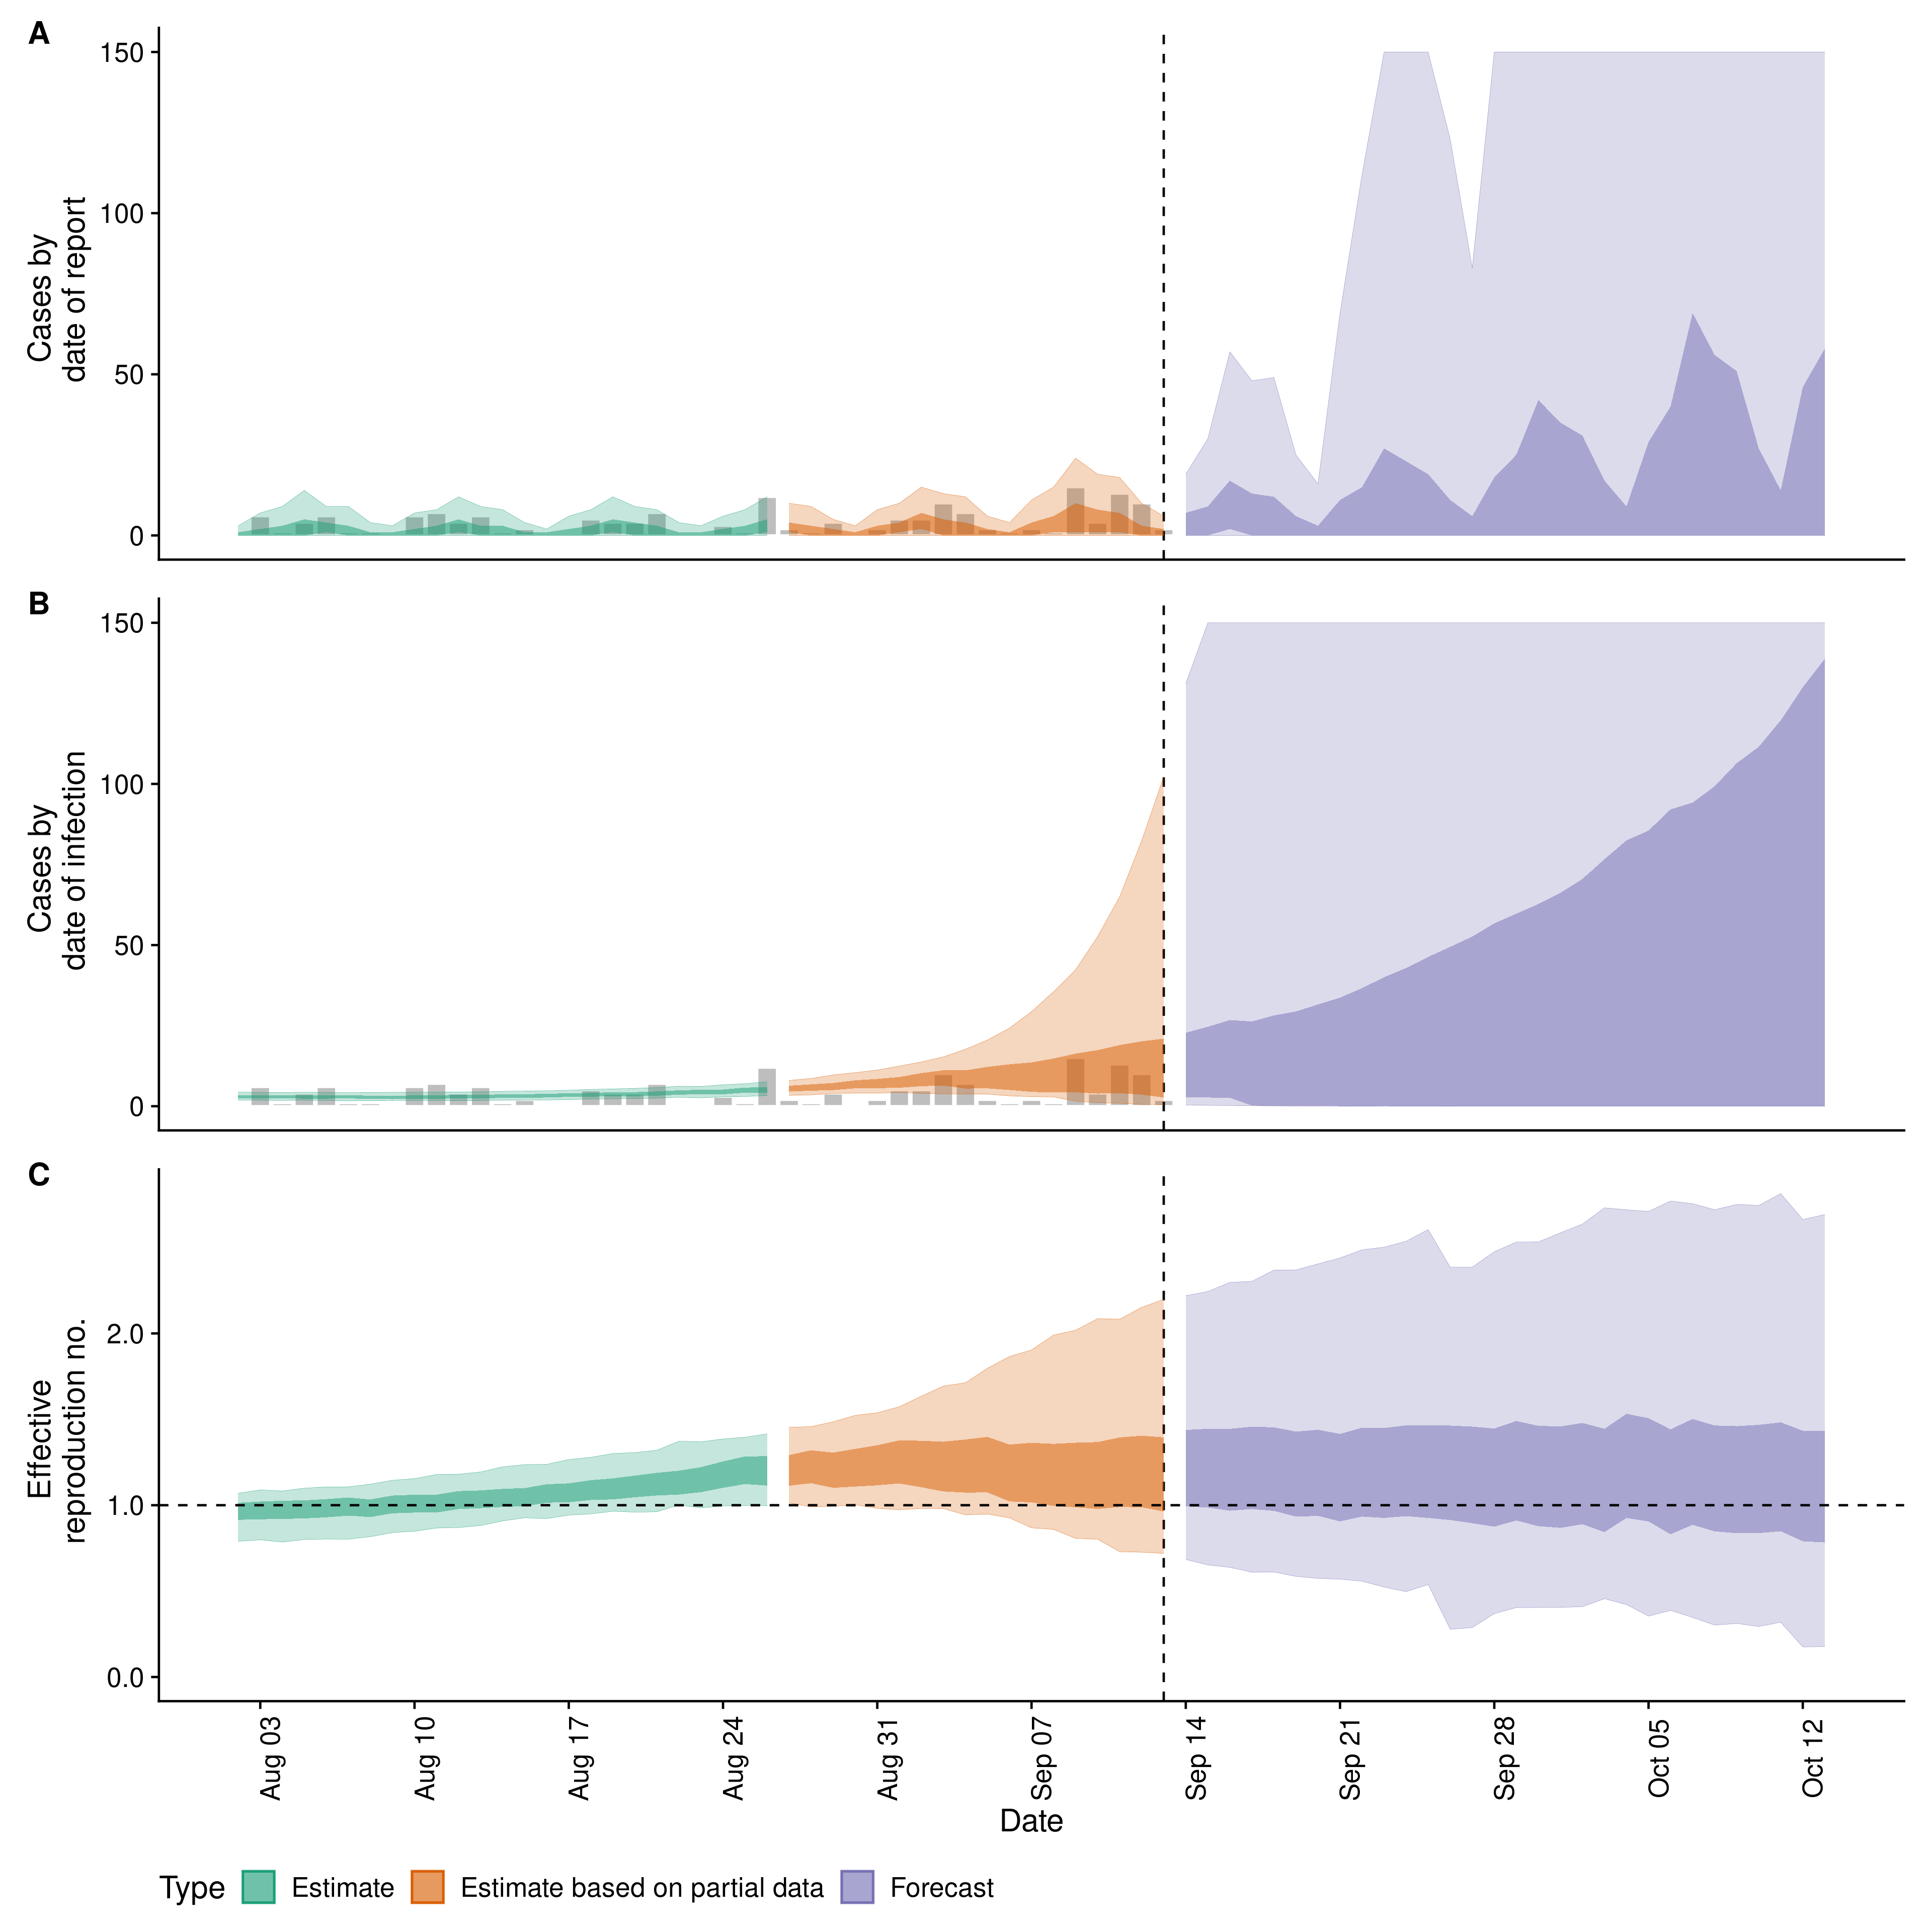 A
150
100
50
0
Cases by
date of report
B
150
100
50
0
Cases by
date of infection
C
2.0
1.0
0.0
Effective
reproduction no.
Aug 03
Aug 10
Aug 17
Aug 24
Aug 31
Sep 07
Sep 14
Sep 21
Sep 28
Oct 05
Oct 12
Date
Type Estimate Estimate based on partial data Forecast